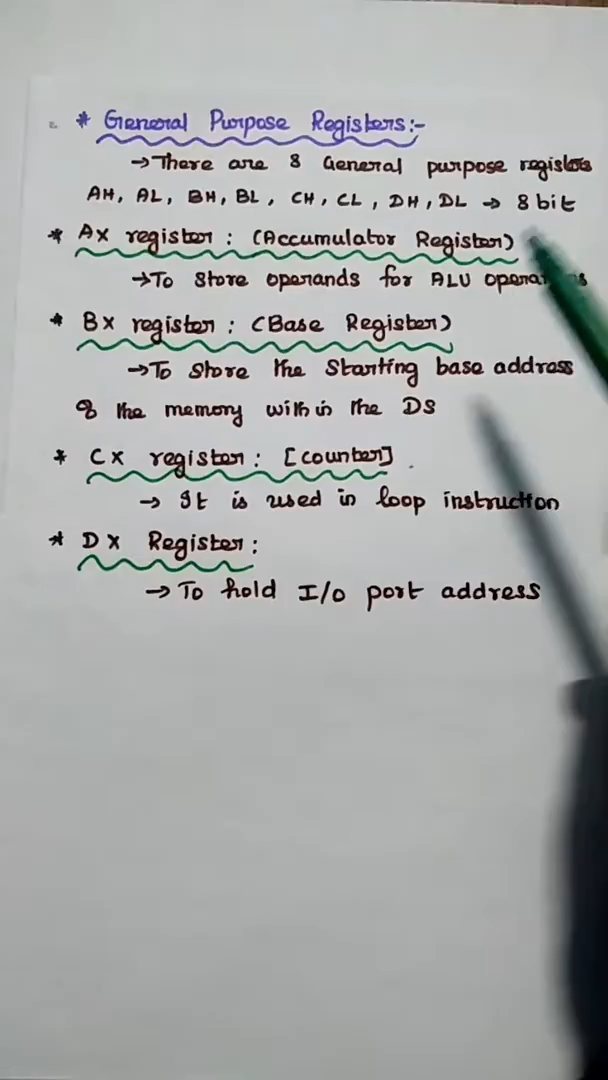 * General Purpose Registers:-
→There are 8 General purpose registers
AH, AL, BH, BL, CH, CL, DH, DL → 8 bit
* AX register : (Accumulator Register)
→To store operands for ALU
* BX register : (Base Register)
→To store the starting base address
of the memory within the DS
* CX register : [counter]
→ It is used in loop instruction
* DX Register:
→ To hold I/O port address